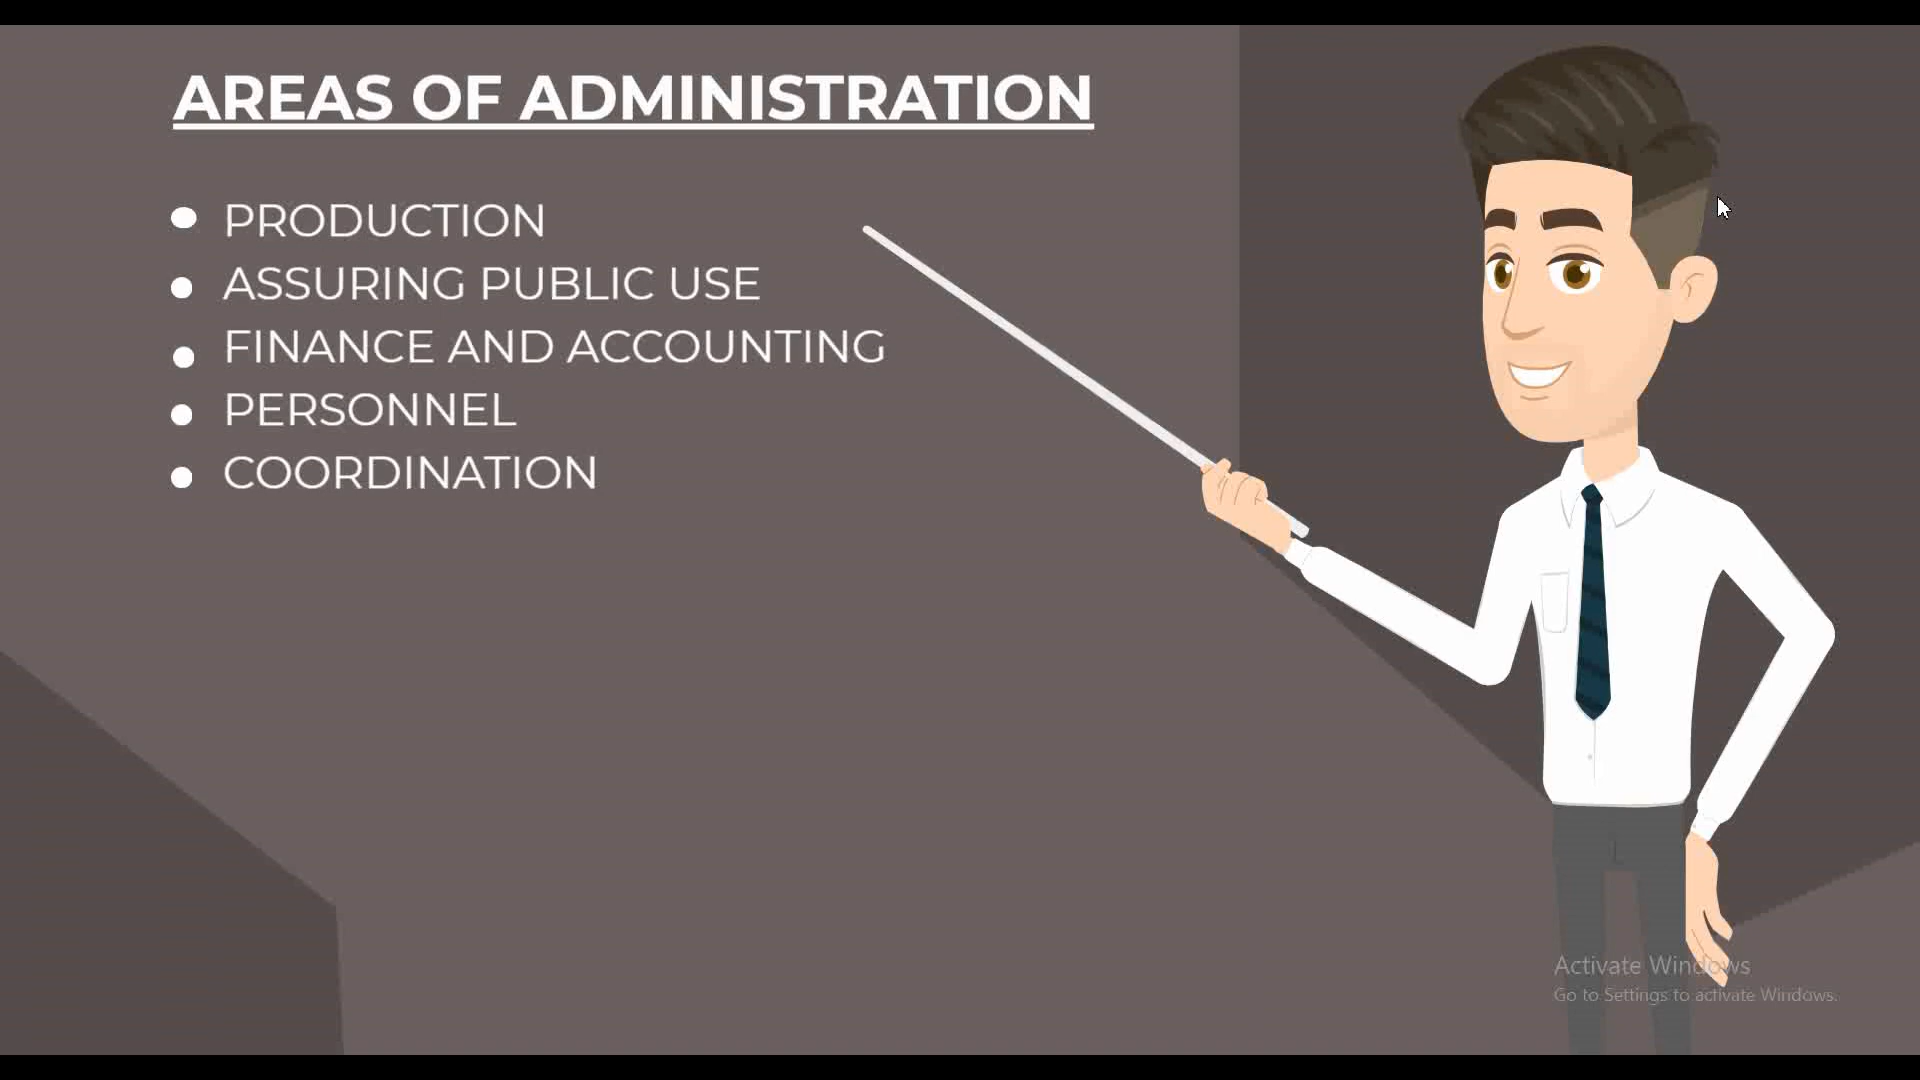 AREAS OF ADMINISTRATION
PRODUCTION
ASSURING PUBLIC USE
FINANCE AND ACCOUNTING
PERSONNEL
COORDINATION
Activate Windows
Go to Settings to activate Windows.